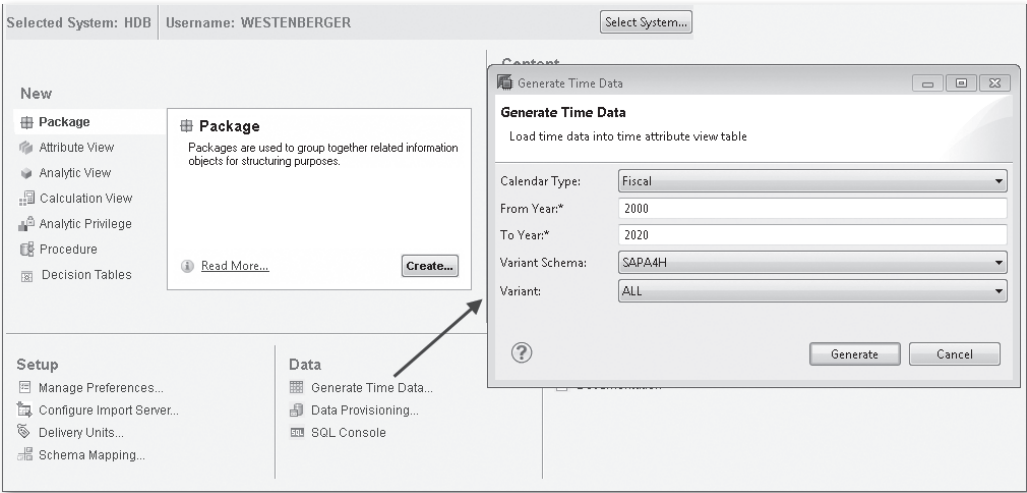 Selected System: HDB
Username: WESTENBERGER
Select System...
New
Package
Attribute View
Analytic View
Calculation View
Analytic Privilege
Procedure
Decision Tables
Package
Packages are used to group together related information
objects for structuring purposes.
Read More...
Create...
Content
Generate Time Data
Generate Time Data
Load time data into time attribute view table
Calendar Type:
Fiscal
From Year:*
2000
To Year:*
2020
Variant Schema:
SAPA4H
Variant:
ALL
Generate
Cancel
Setup
Manage Preferences...
Configure Import Server...
Delivery Units...
Schema Mapping...
Data
Generate Time Data...
Data Provisioning...
SQL
SQL Console